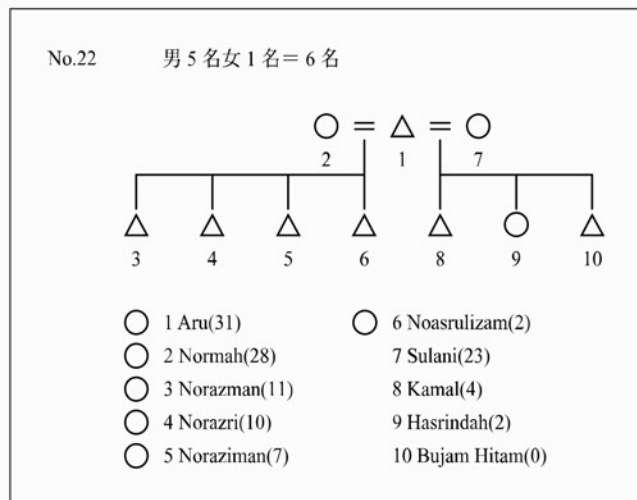 No.22 男 5 名女 1 名＝ 6 名
2 1 7
3 4 5 6 8 9 10
1 Aru(31) 6 Noasrulizam(2)
2 Normah(28) 7 Sulani(23)
3 Norazman(11) 8 Kamal(4)
4 Norazri(10) 9 Hasrindah(2)
5 Noraziman(7) 10 Bujam Hitam(0)